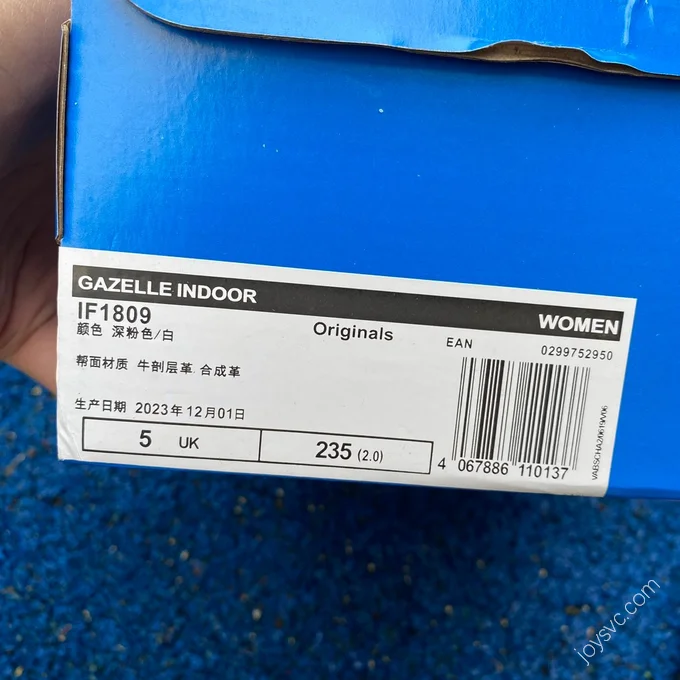 GAZELLE INDOOR
WOMEN
IF1809
Originals
EAN
0299752950
颜色 深粉色/白
帮面材质 牛剖层革 合成革
生产日期 2023年12月01日
5 UK
235 (2.0)
4 067886 110137
VABSCHA20619/V06
joysvc.com